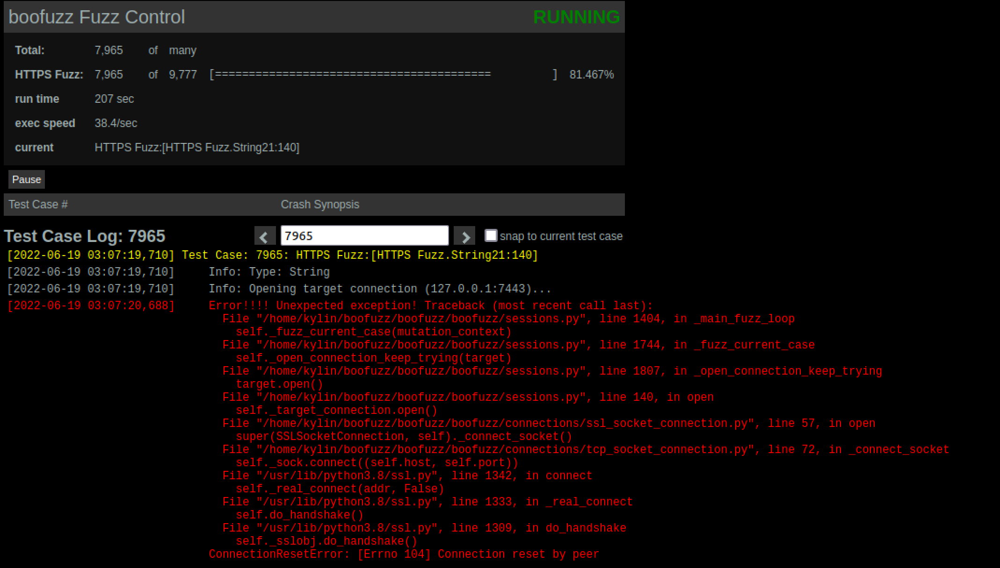 boofuzz Fuzz Control RUNNING
Total: 7,965 of many
HTTPS Fuzz: 7,965 of 9,777 [========================================= ] 81.467%
run time 207 sec
exec speed 38.4/sec
current HTTPS Fuzz:[HTTPS Fuzz.String21:140]
Pause
Test Case # Crash Synopsis
Test Case Log: 7965 < 7965 > snap to current test case
[2022-06-19 03:07:19,710] Test Case: 7965: HTTPS Fuzz:[HTTPS Fuzz.String21:140]
[2022-06-19 03:07:19,710] Info: Type: String
[2022-06-19 03:07:19,710] Info: Opening target connection (127.0.0.1:7443)...
[2022-06-19 03:07:20,688] Error!!!! Unexpected exception! Traceback (most recent call last):
File "/home/kylin/boofuzz/boofuzz/boofuzz/sessions.py", line 1404, in _main_fuzz_loop
self._fuzz_current_case(mutation_context)
File "/home/kylin/boofuzz/boofuzz/boofuzz/sessions.py", line 1744, in _fuzz_current_case
self._open_connection_keep_trying(target)
File "/home/kylin/boofuzz/boofuzz/boofuzz/sessions.py", line 1807, in _open_connection_keep_trying
target.open()
File "/home/kylin/boofuzz/boofuzz/boofuzz/sessions.py", line 140, in open
self._target_connection.open()
File "/home/kylin/boofuzz/boofuzz/boofuzz/connections/ssl_socket_connection.py", line 57, in open
super(SSLSocketConnection, self)._connect_socket()
File "/home/kylin/boofuzz/boofuzz/boofuzz/connections/tcp_socket_connection.py", line 72, in _connect_socket
self._sock.connect((self.host, self.port))
File "/usr/lib/python3.8/ssl.py", line 1342, in connect
self._real_connect(addr, False)
File "/usr/lib/python3.8/ssl.py", line 1333, in _real_connect
self.do_handshake()
File "/usr/lib/python3.8/ssl.py", line 1309, in do_handshake
self._sslobj.do_handshake()
ConnectionResetError: [Errno 104] Connection reset by peer